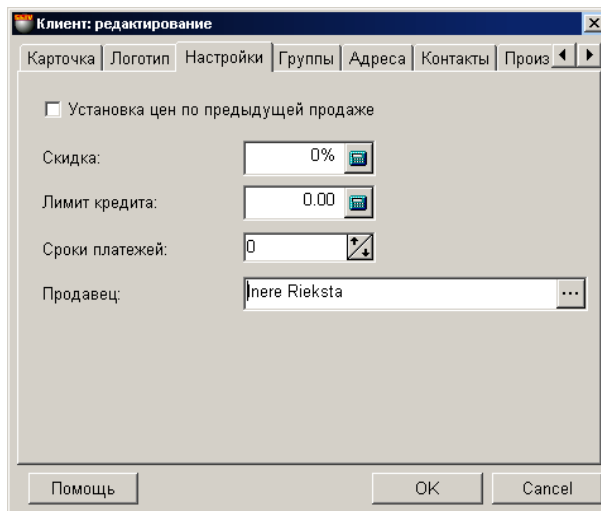 Клиент: редактирование
Карточка Логотип Настройки Группы Адреса Контакты Произ
Установка цен по предыдущей продаже
Скидка: 0%
Лимит кредита: 0.00
Сроки платежей: 0
Продавец: Inere Rieksta ...
Помощь OK Cancel